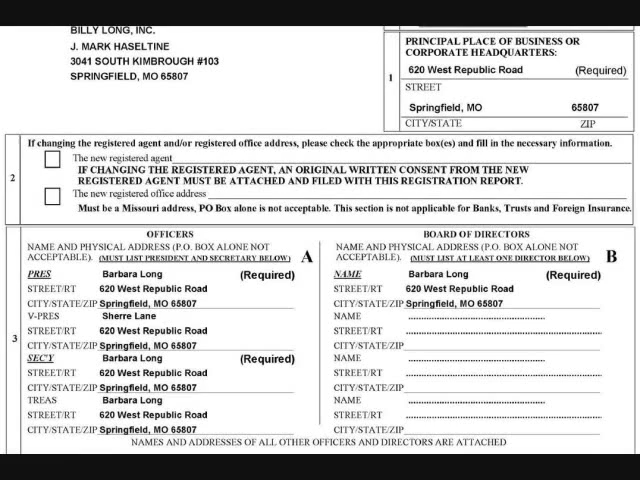 BILLY LONG, INC.
J. MARK HASELTINE
3041 SOUTH KIMBROUGH #103
SPRINGFIELD, MO 65807
1
PRINCIPAL PLACE OF BUSINESS OR
CORPORATE HEADQUARTERS:
620 West Republic Road (Required)
STREET
Springfield, MO 65807
CITY/STATE ZIP
2
If changing the registered agent and/or registered office address, please check the appropriate box(es) and fill in the necessary information.
The new registered agent
IF CHANGING THE REGISTERED AGENT, AN ORIGINAL WRITTEN CONSENT FROM THE NEW
REGISTERED AGENT MUST BE ATTACHED AND FILED WITH THIS REGISTRATION REPORT.
The new registered office address
Must be a Missouri address, PO Box alone is not acceptable. This section is not applicable for Banks, Trusts and Foreign Insurance.
3
OFFICERS
NAME AND PHYSICAL ADDRESS (P.O. BOX ALONE NOT
ACCEPTABLE). (MUST LIST PRESIDENT AND SECRETARY BELOW) A
PRES Barbara Long (Required)
STREET/RT 620 West Republic Road
CITY/STATE/ZIP Springfield, MO 65807
V-PRES Sherre Lane
STREET/RT 620 West Republic Road
CITY/STATE/ZIP Springfield, MO 65807
SEC'Y Barbara Long (Required)
STREET/RT 620 West Republic Road
CITY/STATE/ZIP Springfield, MO 65807
TREAS Barbara Long
STREET/RT 620 West Republic Road
CITY/STATE/ZIP Springfield, MO 65807
BOARD OF DIRECTORS
NAME AND PHYSICAL ADDRESS (P.O. BOX ALONE NOT
ACCEPTABLE). (MUST LIST AT LEAST ONE DIRECTOR BELOW) B
NAME Barbara Long (Required)
STREET/RT 620 West Republic Road
CITY/STATE/ZIP Springfield, MO 65807
NAME
STREET/RT
CITY/STATE/ZIP
NAME
STREET/RT
CITY/STATE/ZIP
NAME
STREET/RT
CITY/STATE/ZIP
NAMES AND ADDRESSES OF ALL OTHER OFFICERS AND DIRECTORS ARE ATTACHED